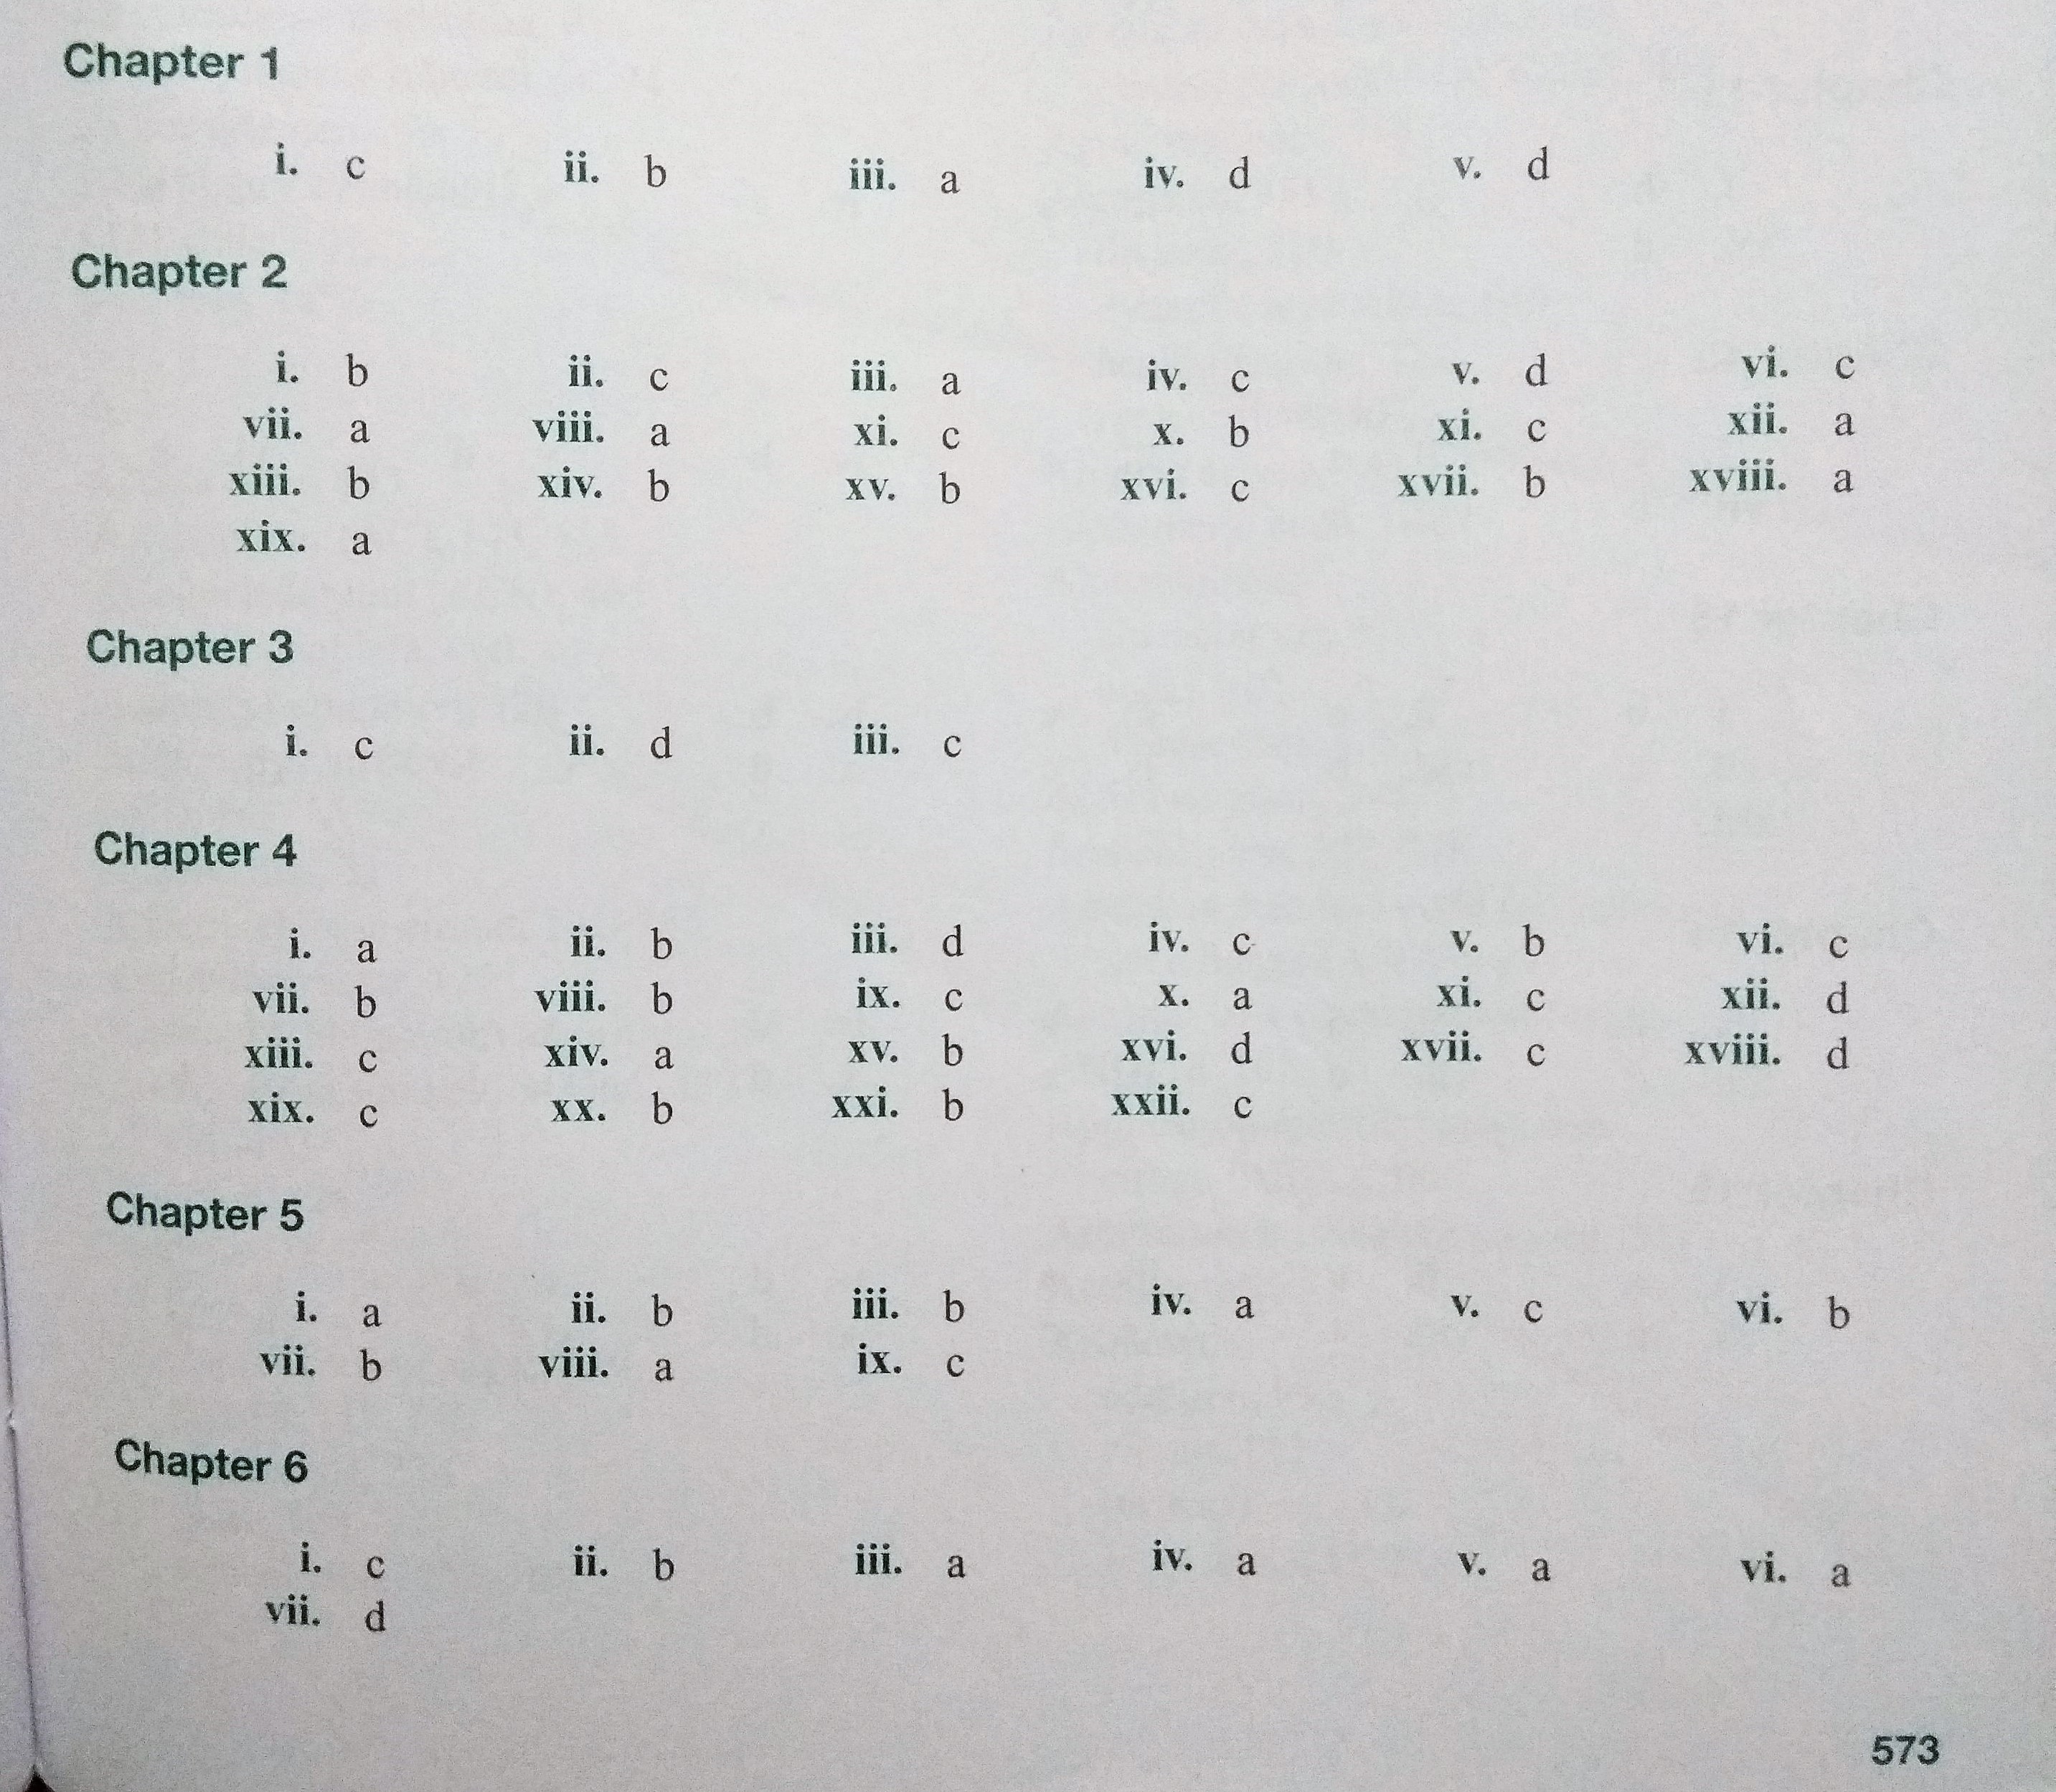 Chapter 1
i. c ii. b iii. a iv. d v. d
Chapter 2
i. b ii. c iii. a iv. c v. d vi. c
vii. a viii. a xi. c x. b xi. c xii. a
xiii. b xiv. b xv. b xvi. c xvii. b xviii. a
xix. a
Chapter 3
i. c ii. d iii. c
Chapter 4
i. a ii. b iii. d iv. c v. b vi. c
vii. b viii. b ix. c x. a xi. c xii. d
xiii. c xiv. a xv. b xvi. d xvii. c xviii. d
xix. c xx. b xxi. b xxii. c
Chapter 5
i. a ii. b iii. b iv. a v. c vi. b
vii. b viii. a ix. c
Chapter 6
i. c ii. b iii. a iv. a v. a vi. a
vii. d
573